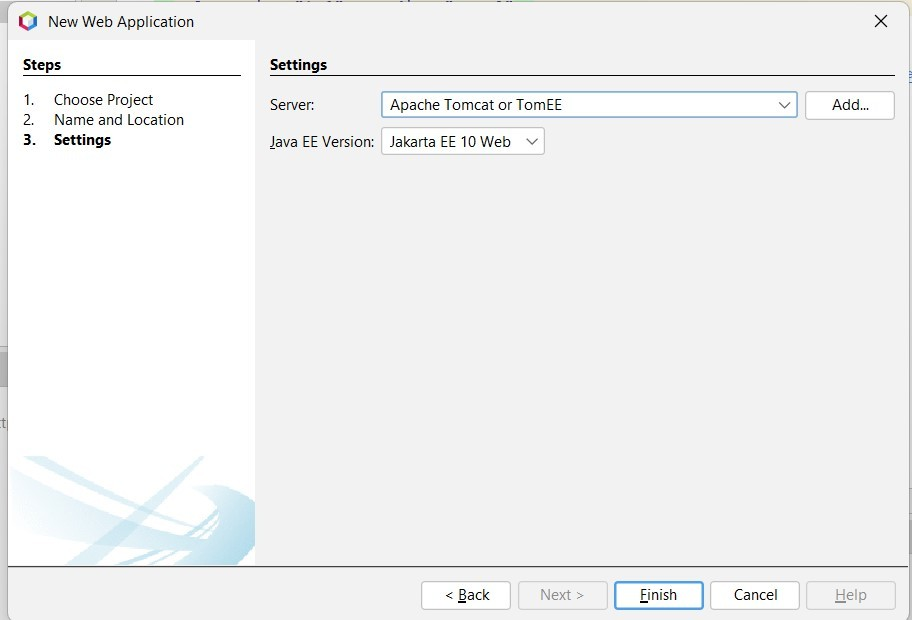 New Web Application
Steps
1. Choose Project
2. Name and Location
3. Settings
Settings
Server: Apache Tomcat or TomEE Add...
Java EE Version: Jakarta EE 10 Web
< Back Next > Finish Cancel Help